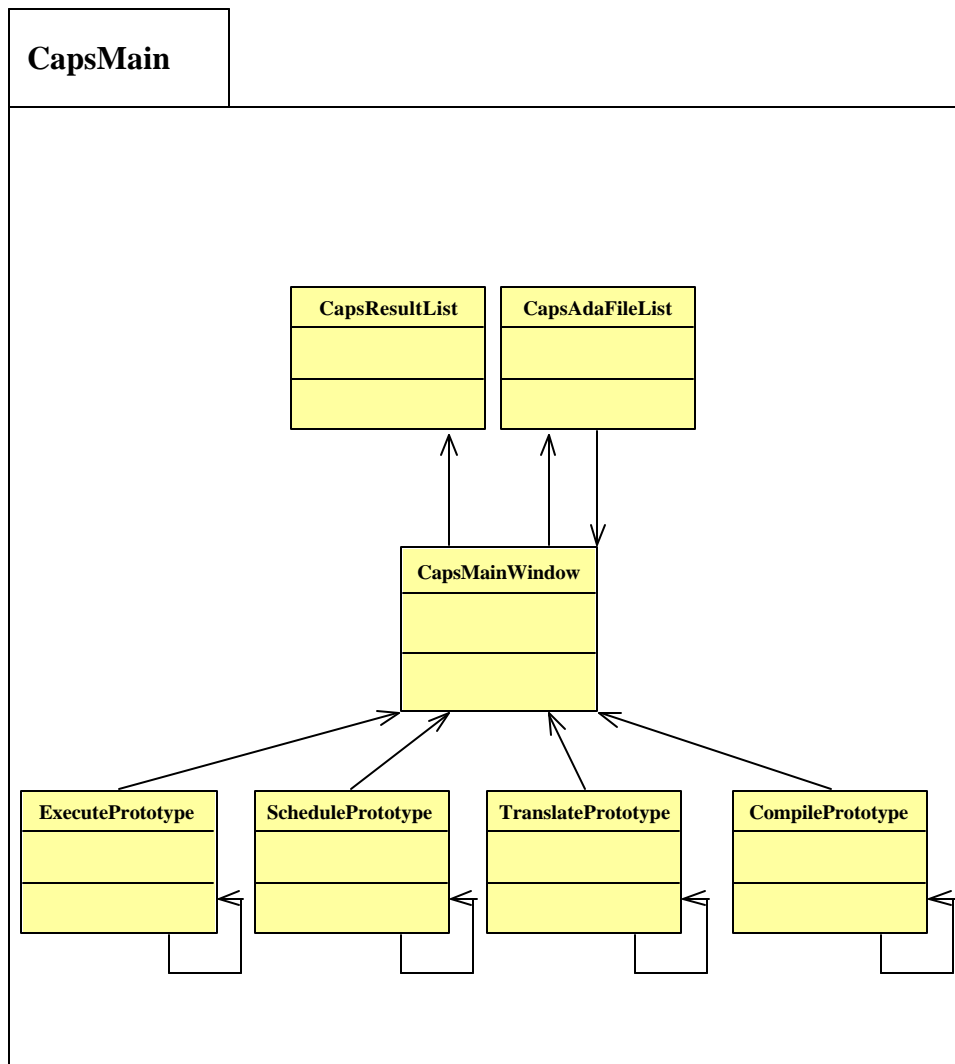 CapsMain
CapsResultList
CapsAdaFileList
CapsMainWindow
ExecutePrototype
SchedulePrototype
TranslatePrototype
CompilePrototype